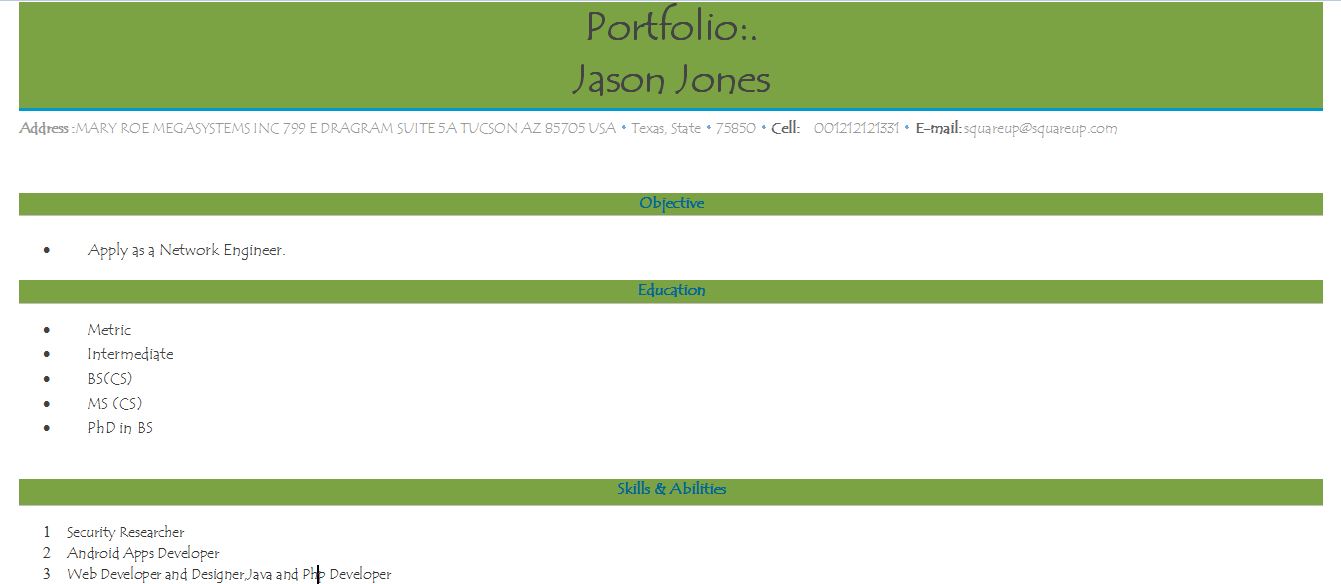 Portfolio:.
Jason Jones
Address :MARY ROE MEGASYSTEMS INC 799 E DRAGRAM SUITE 5A TUCSON AZ 85705 USA • Texas, State • 75850 • Cell: 001212121331 • E-mail:squareup@squareup.com
Objective
• Apply as a Network Engineer.
Education
• Metric
• Intermediate
• BS(CS)
• MS (CS)
• PhD in BS
Skills & Abilities
1 Security Researcher
2 Android Apps Developer
3 Web Developer and Designer,Java and Php Developer